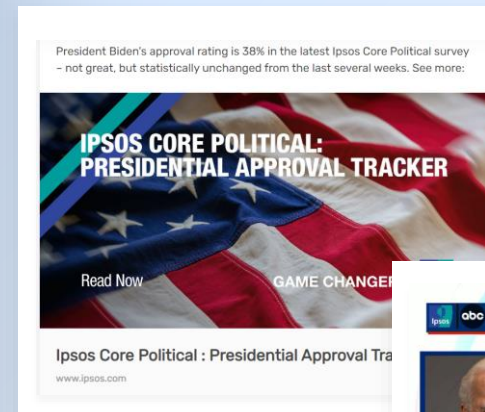 President Biden's approval rating is 38% in the latest Ipsos Core Political survey
– not great, but statistically unchanged from the last several weeks. See more:
IPSOS CORE POLITICAL:
PRESIDENTIAL APPROVAL TRACKER
Read Now
GAME CHANGER
Ipsos Core Political : Presidential Approval Tra
www.ipsos.com
Ipsos
abc